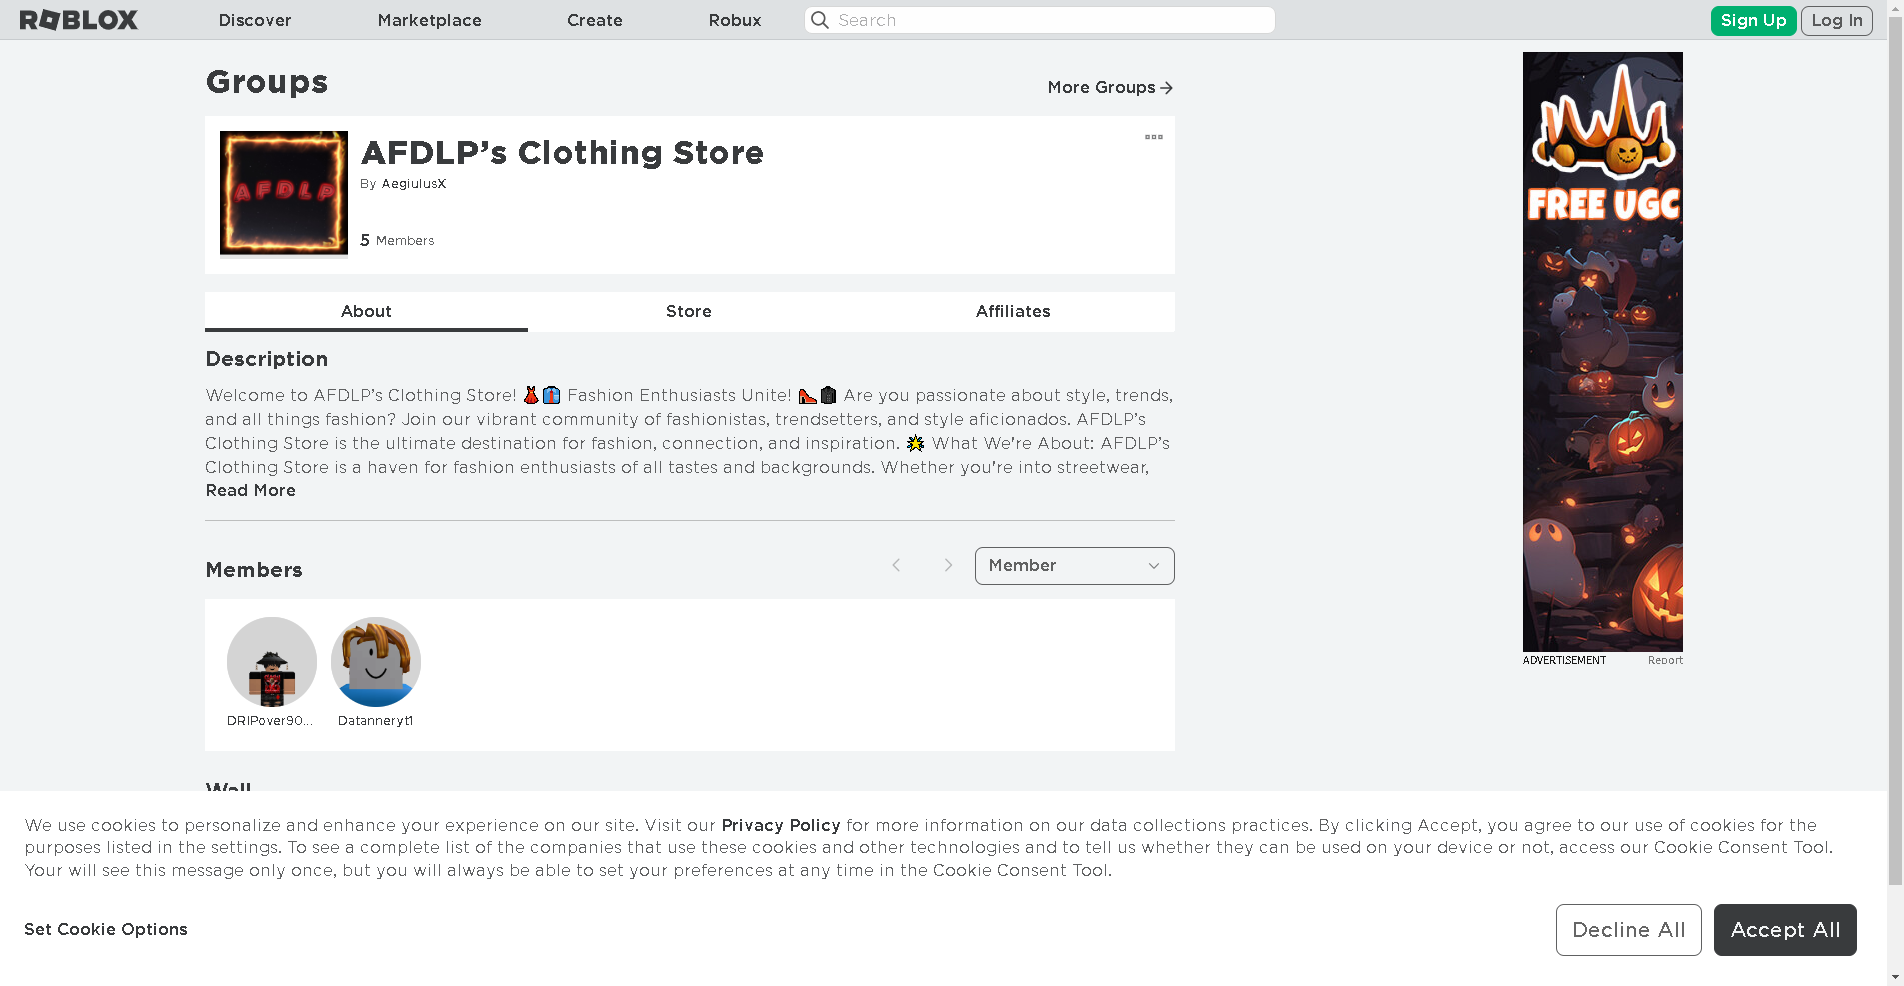 ROBLOX
Discover
Marketplace
Create
Robux
Search
Sign Up
Log In
Groups
More Groups
AFDLP
AFDLP’s Clothing Store
By AegiulusX
5 Members
About
Store
Affiliates
Description
Welcome to AFDLP’s Clothing Store! 👗👔 Fashion Enthusiasts Unite! 👠🧥 Are you passionate about style, trends,
and all things fashion? Join our vibrant community of fashionistas, trendsetters, and style aficionados. AFDLP’s
Clothing Store is the ultimate destination for fashion, connection, and inspiration. 🌟 What We're About: AFDLP’s
Clothing Store is a haven for fashion enthusiasts of all tastes and backgrounds. Whether you're into streetwear,
Read More
Members
Member
DRIPover90...
Datanneryt1
Wall
FREE UGC
ADVERTISEMENT
Report
We use cookies to personalize and enhance your experience on our site. Visit our Privacy Policy for more information on our data collections practices. By clicking Accept, you agree to our use of cookies for the
purposes listed in the settings. To see a complete list of the companies that use these cookies and other technologies and to tell us whether they can be used on your device or not, access our Cookie Consent Tool.
Your will see this message only once, but you will always be able to set your preferences at any time in the Cookie Consent Tool.
Set Cookie Options
Decline All
Accept All